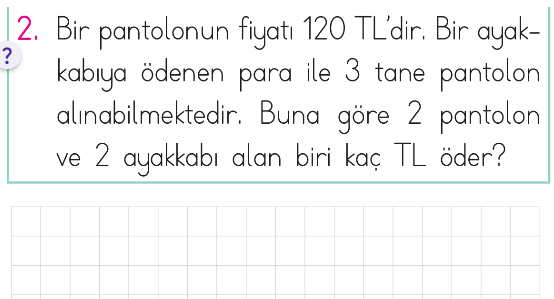 2. Bir pantolonun fiyatı 120 TL'dir. Bir ayak-
kabıya ödenen para ile 3 tane pantolon
alınabilmektedir. Buna göre 2 pantolon
ve 2 ayakkabı alan biri kaç TL öder?
?